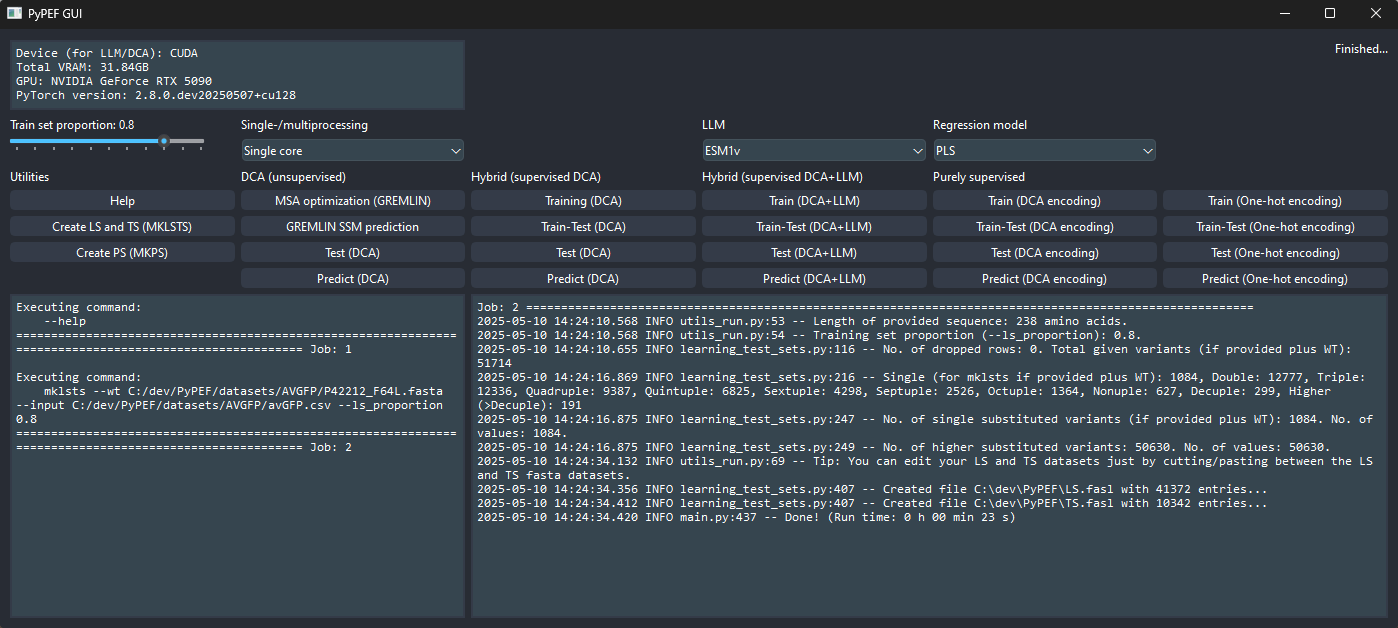 PyPEF GUI
Device (for LLM/DCA): CUDA
Total VRAM: 31.84GB
GPU: NVIDIA GeForce RTX 5090
PyTorch version: 2.8.0.dev20250507+cu128
Finished...
Train set proportion: 0.8
Single-/multiprocessing
LLM
Regression model
Single core
ESM1v
PLS
Utilities
DCA (unsupervised)
Hybrid (supervised DCA)
Hybrid (supervised DCA+LLM)
Purely supervised
Help
MSA optimization (GREMLIN)
Training (DCA)
Train (DCA+LLM)
Train (DCA encoding)
Train (One-hot encoding)
Create LS and TS (MKLSTS)
GREMLIN SSM prediction
Train-Test (DCA)
Train-Test (DCA+LLM)
Train-Test (DCA encoding)
Train-Test (One-hot encoding)
Create PS (MKPS)
Test (DCA)
Test (DCA)
Test (DCA+LLM)
Test (DCA encoding)
Test (One-hot encoding)
Predict (DCA)
Predict (DCA)
Predict (DCA+LLM)
Predict (DCA encoding)
Predict (One-hot encoding)
Executing command:
--help
===============================================================
========================================= Job: 1
Executing command:
mklsts --wt C:/dev/PyPEF/datasets/AVGFP/P42212_F64L.fasta
--input C:/dev/PyPEF/datasets/AVGFP/avGFP.csv --ls_proportion
0.8
===============================================================
========================================= Job: 2
Job: 2 ========================================================================================================
2025-05-10 14:24:10.568 INFO utils_run.py:53 -- Length of provided sequence: 238 amino acids.
2025-05-10 14:24:10.568 INFO utils_run.py:54 -- Training set proportion (--ls_proportion): 0.8.
2025-05-10 14:24:10.655 INFO learning_test_sets.py:116 -- No. of dropped rows: 0. Total given variants (if provided plus WT):
51714
2025-05-10 14:24:16.869 INFO learning_test_sets.py:216 -- Single (for mklsts if provided plus WT): 1084, Double: 12777, Triple:
12336, Quadruple: 9387, Quintuple: 6825, Sextuple: 4298, Septuple: 2526, Octuple: 1364, Nonuple: 627, Decuple: 299, Higher
(>Decuple): 191
2025-05-10 14:24:16.875 INFO learning_test_sets.py:247 -- No. of single substituted variants (if provided plus WT): 1084. No. of
values: 1084.
2025-05-10 14:24:16.875 INFO learning_test_sets.py:249 -- No. of higher substituted variants: 50630. No. of values: 50630.
2025-05-10 14:24:34.132 INFO utils_run.py:69 -- Tip: You can edit your LS and TS datasets just by cutting/pasting between the LS
and TS fasta datasets.
2025-05-10 14:24:34.356 INFO learning_test_sets.py:407 -- Created file C:\dev\PyPEF\LS.fasl with 41372 entries...
2025-05-10 14:24:34.412 INFO learning_test_sets.py:407 -- Created file C:\dev\PyPEF\TS.fasl with 10342 entries...
2025-05-10 14:24:34.420 INFO main.py:437 -- Done! (Run time: 0 h 00 min 23 s)